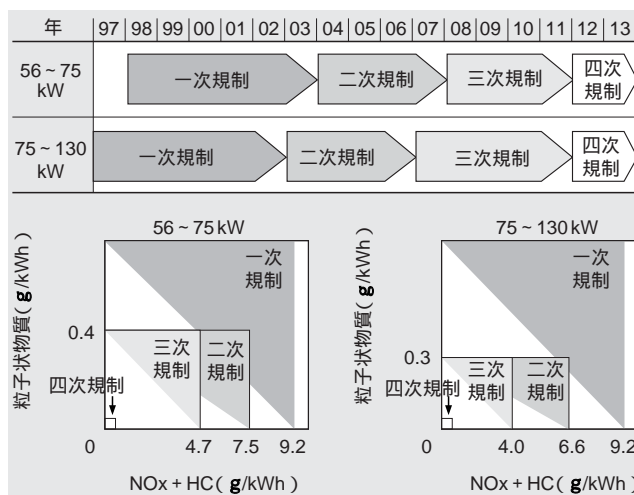 年 97 98 99 00 01 02 03 04 05 06 07 08 09 10 11 12 13
56~75
kW
一次規制 二次規制 三次規制 四次
規制
75~130
kW
一次規制 二次規制 三次規制 四次
規制
56~75kW
粒子状物質(g/kWh)
一次
規制
0.4
三次
規制
二次
規制
四次規制
0 4.7 7.5 9.2
NOx+HC(g/kWh)
75~130kW
粒子状物質(g/kWh)
一次
規制
0.3
三次
規制
二次
規制
四次規制
0 4.0 6.6 9.2
NOx+HC(g/kWh)